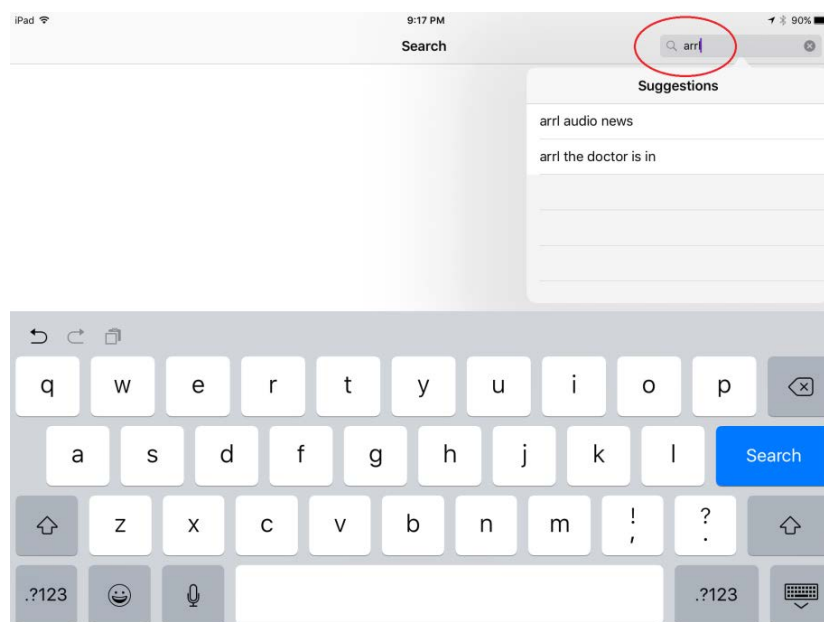 iPad 9:17 PM 90%
Search
arrl
Suggestions
arrl audio news
arrl the doctor is in
q w e r t y u i o p
a s d f g h j k l Search
z x c v b n m ! , ? .
.?123 .?123